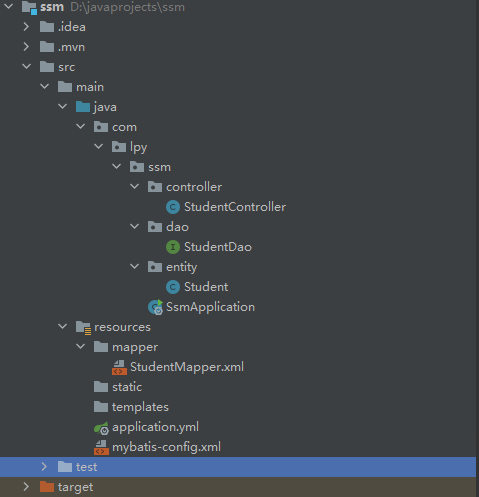 ssm D:\javaprojects\ssm
.idea
.mvn
src
main
java
com
lpy
ssm
controller
StudentController
dao
StudentDao
entity
Student
SsmApplication
resources
mapper
StudentMapper.xml
static
templates
application.yml
mybatis-config.xml
test
target